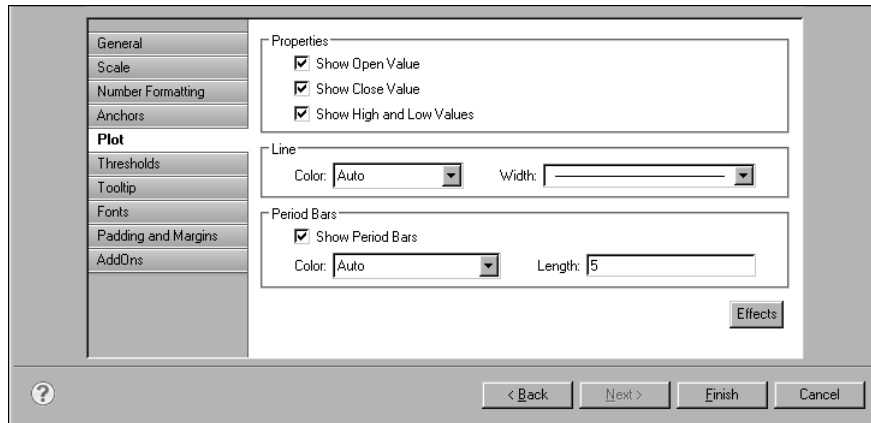 General
Scale
Number Formatting
Anchors
Plot
Thresholds
Tooltip
Fonts
Padding and Margins
AddOns
Properties
Show Open Value
Show Close Value
Show High and Low Values
Line
Color: Auto Width:
Period Bars
Show Period Bars
Color: Auto Length: 5
Effects
? < Back Next > Finish Cancel